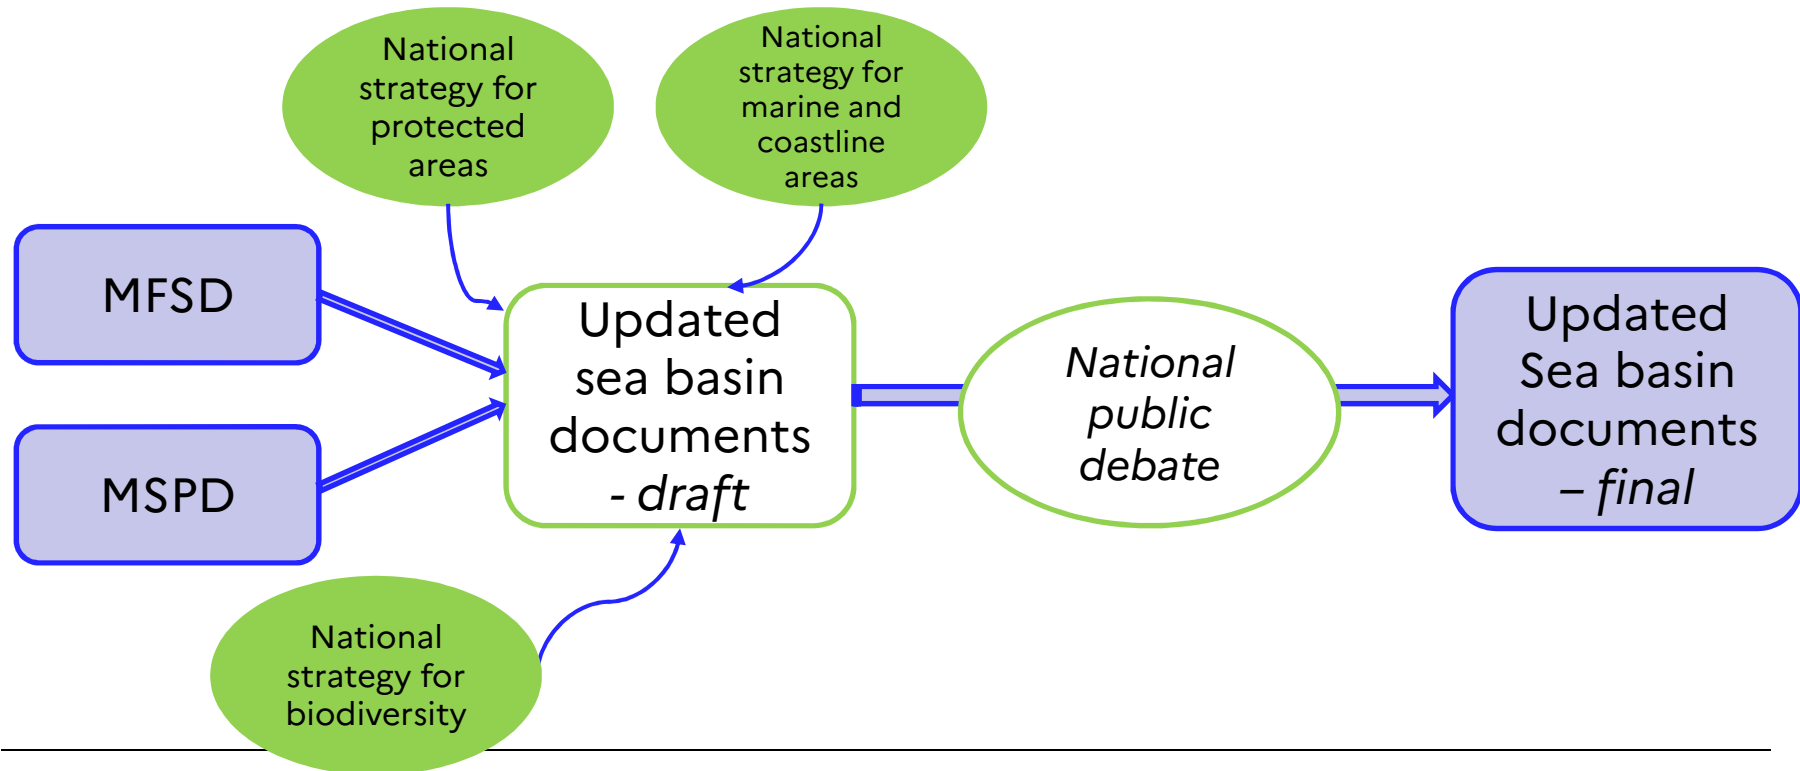 National
strategy for
protected
areas
National
strategy for
marine and
coastline
areas
MFSD
MSPD
Updated
sea basin
documents
- draft
National
public
debate
Updated
Sea basin
documents
– final
National
strategy for
biodiversity